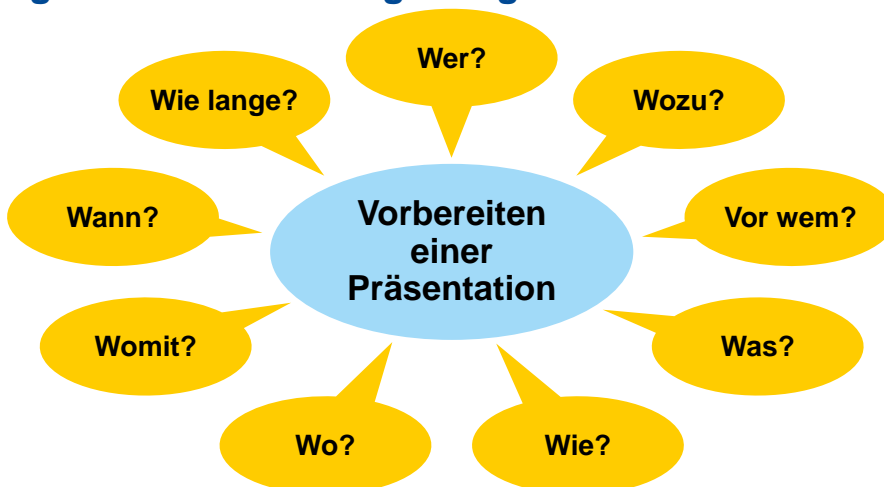 Wer?
Wie lange?
Wozu?
Wann?
Vorbereiten
einer
Präsentation
Vor wem?
Womit?
Was?
Wo?
Wie?